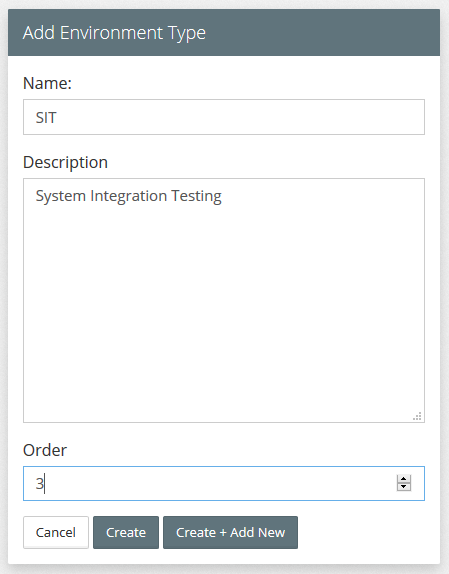 Add Environment Type
Name:
SIT
Description
System Integration Testing
Order
3
Cancel Create Create + Add New